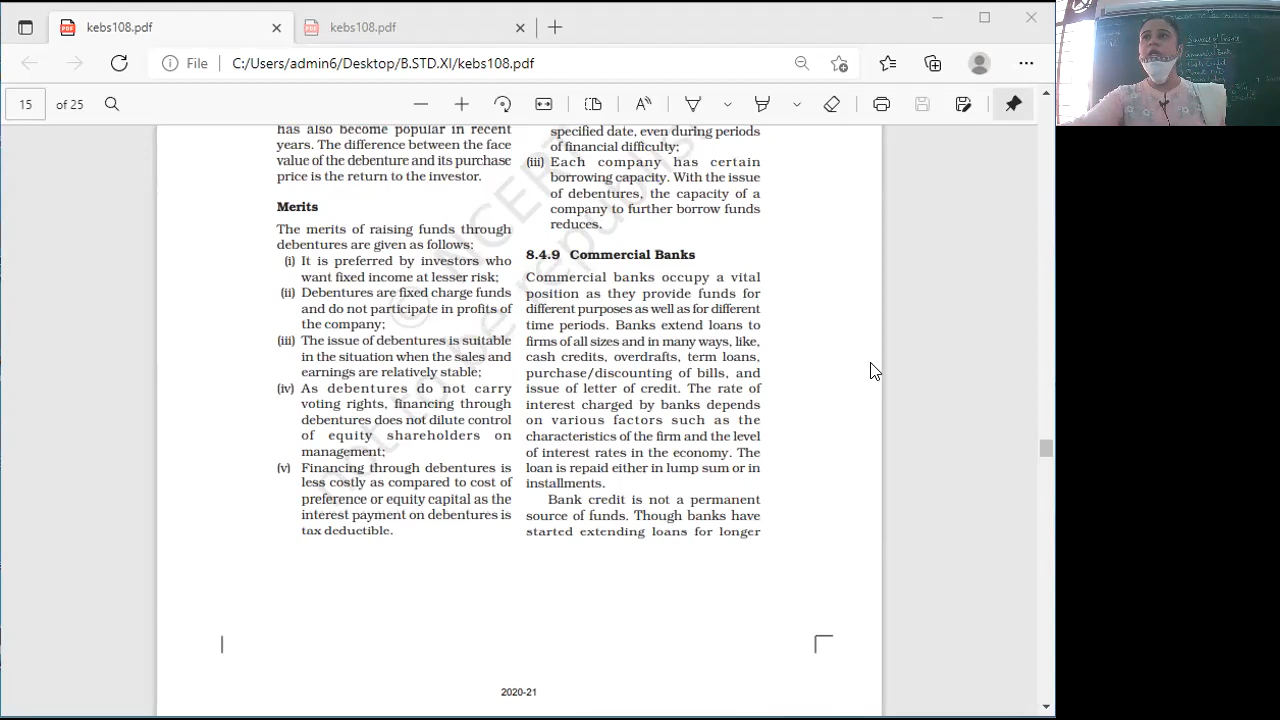 kebs108.pdf
kebs108.pdf
File
C:/Users/admin6/Desktop/B.STD.XI/kebs108.pdf
15 of 25
has also become popular in recent
years. The difference between the face
value of the debenture and its purchase
price is the return to the investor.
Merits
The merits of raising funds through
debentures are given as follows:
(i) It is preferred by investors who
want fixed income at lesser risk;
(ii) Debentures are fixed charge funds
and do not participate in profits of
the company;
(iii) The issue of debentures is suitable
in the situation when the sales and
earnings are relatively stable;
(iv) As debentures do not carry
voting rights, financing through
debentures does not dilute control
of equity shareholders on
management;
(v) Financing through debentures is
less costly as compared to cost of
preference or equity capital as the
interest payment on debentures is
tax deductible.
specified date, even during periods
of financial difficulty;
(iii) Each company has certain
borrowing capacity. With the issue
of debentures, the capacity of a
company to further borrow funds
reduces.
8.4.9 Commercial Banks
Commercial banks occupy a vital
position as they provide funds for
different purposes as well as for different
time periods. Banks extend loans to
firms of all sizes and in many ways, like,
cash credits, overdrafts, term loans,
purchase/discounting of bills, and
issue of letter of credit. The rate of
interest charged by banks depends
on various factors such as the
characteristics of the firm and the level
of interest rates in the economy. The
loan is repaid either in lump sum or in
installments.
Bank credit is not a permanent
source of funds. Though banks have
started extending loans for longer
© NCERT
not to be republis
2020-21
Sources of Finance